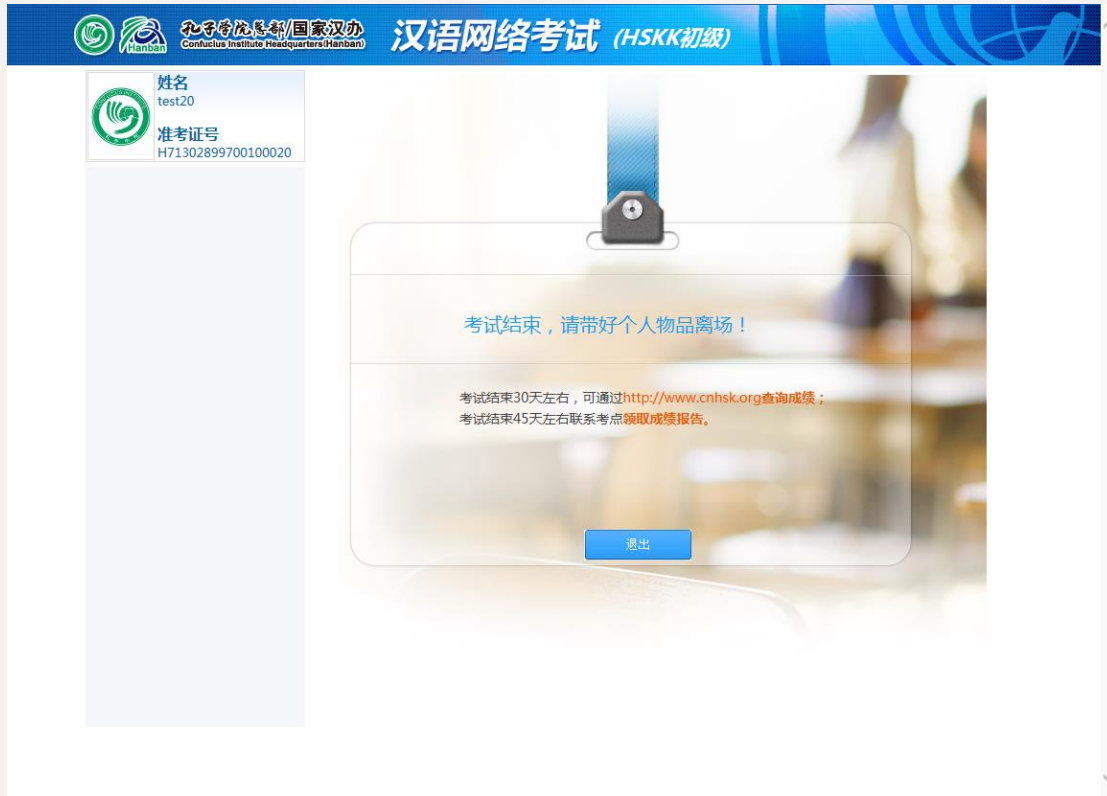 Hanban
孔子学院总部/国家汉办
Confucius Institute Headquarters(Hanban)
汉语网络考试 (HSKK初级)
姓名
test20
准考证号
H71302899700100020
考试结束，请带好个人物品离场！
考试结束30天左右，可通过http://www.cnhsk.org查询成绩；
考试结束45天左右联系考点领取成绩报告。
退出